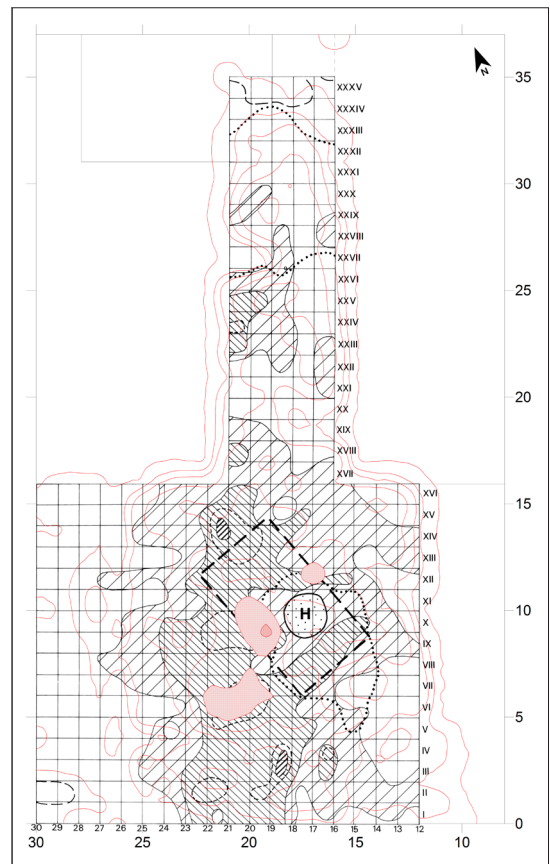 N
35
XXXV
XXXIV
XXXIII
XXXII
XXXI
30
XXX
XXIX
XXVIII
XXVII
XXVI
25
XXV
XXIV
XXIII
XXII
XXI
20
XX
XIX
XVIII
XVII
15
XVI
XV
XIV
XIII
XII
XI
10
H
X
IX
VIII
VII
VI
5
V
IV
III
II
I
0
30 29 28 27 26 25 24 23 22 21 20 19 18 17 16 15 14 13 12
30 25 20 15 10